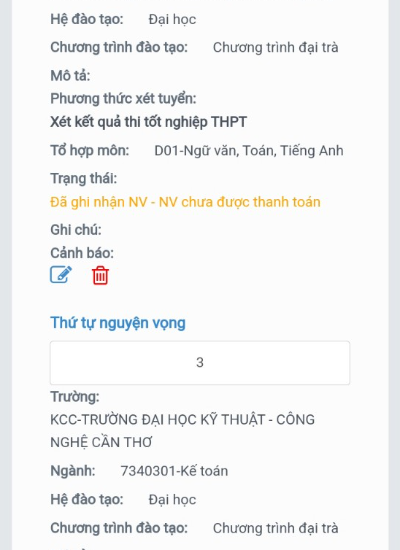 Hệ đào tạo: Đại học
Chương trình đào tạo: Chương trình đại trà
Mô tả:
Phương thức xét tuyển:
Xét kết quả thi tốt nghiệp THPT
Tổ hợp môn: D01-Ngữ văn, Toán, Tiếng Anh
Trạng thái:
Đã ghi nhận NV - NV chưa được thanh toán
Ghi chú:
Cảnh báo:
Thứ tự nguyện vọng
3
Trường:
KCC-TRƯỜNG ĐẠI HỌC KỸ THUẬT - CÔNG
NGHỆ CẦN THƠ
Ngành: 7340301-Kế toán
Hệ đào tạo: Đại học
Chương trình đào tạo: Chương trình đại trà